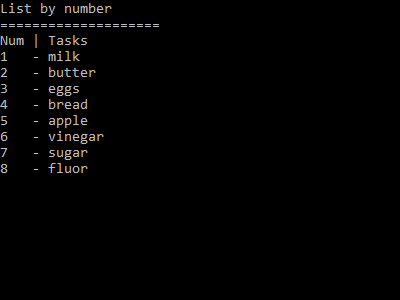 List by number
====================
Num | Tasks
1   - milk
2   - butter
3   - eggs
4   - bread
5   - apple
6   - vinegar
7   - sugar
8   - fluor